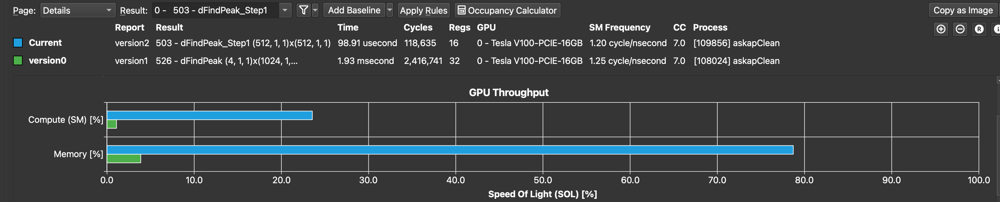 Page: Details Result: 0 - 503 - dFindPeak_Step1 Add Baseline Apply Rules Occupancy Calculator Copy as Image
Report Result Time Cycles Regs GPU SM Frequency CC Process
R
Current version2 503 - dFindPeak_Step1 (512, 1, 1)x(512, 1, 1) 98.91 usecond 118,635 16 0 - Tesla V100-PCIE-16GB 1.20 cycle/nsecond 7.0 [109856] askapClean
version0 version1 526 - dFindPeak (4, 1, 1)x(1024, 1,... 1.93 msecond 2,416,741 32 0 - Tesla V100-PCIE-16GB 1.25 cycle/nsecond 7.0 [108024] askapClean
GPU Throughput
Compute (SM) [%]
Memory [%]
0.0 10.0 20.0 30.0 40.0 50.0 60.0 70.0 80.0 90.0 100.0
Speed Of Light (SOL) [%]